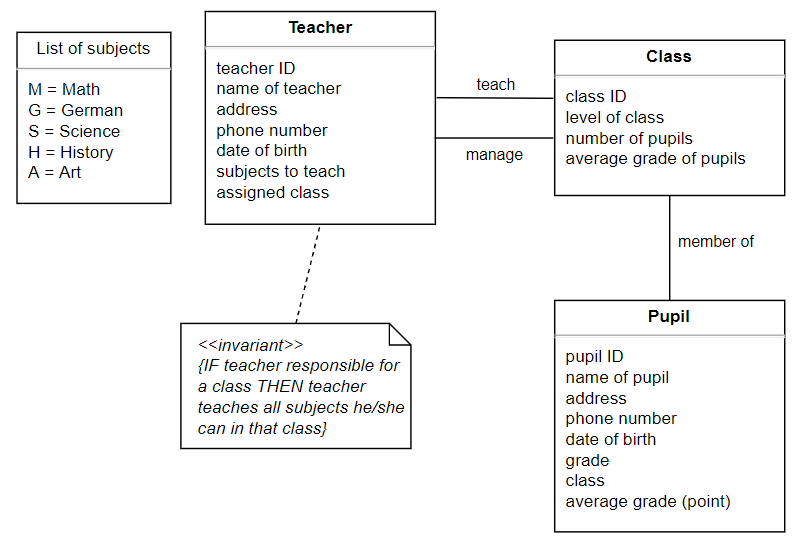 List of subjects
M = Math
G = German
S = Science
H = History
A = Art
Teacher
teacher ID
name of teacher
address
phone number
date of birth
subjects to teach
assigned class
teach
manage
Class
class ID
level of class
number of pupils
average grade of pupils
member of
<<invariant>>
{IF teacher responsible for
a class THEN teacher
teaches all subjects he/she
can in that class}
Pupil
pupil ID
name of pupil
address
phone number
date of birth
grade
class
average grade (point)